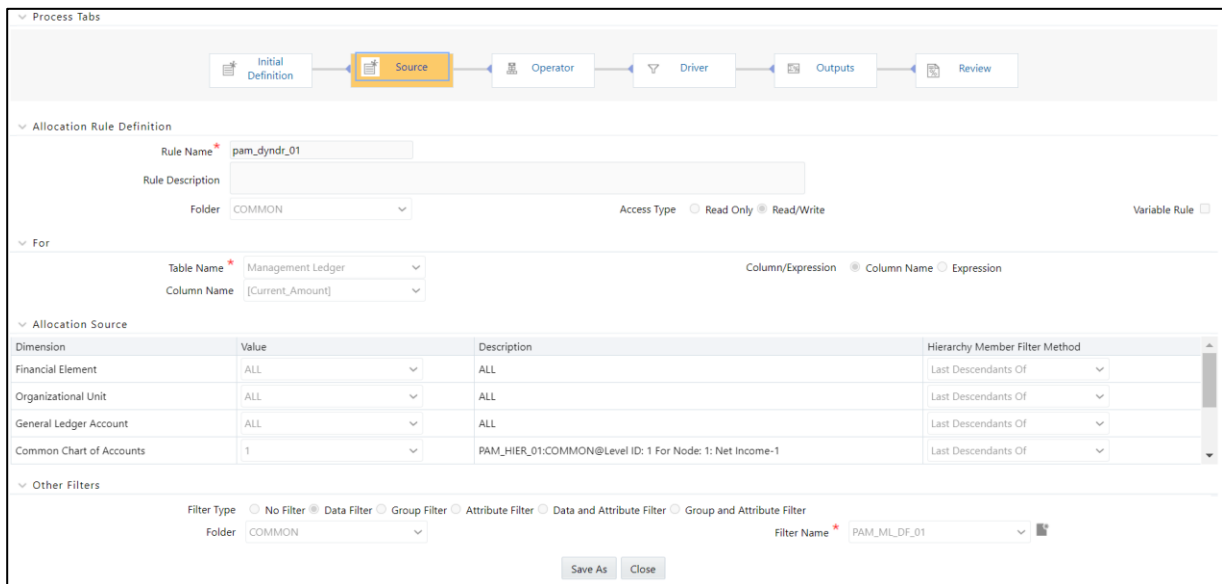 Process Tabs
Initial
Definition
Source
Operator
Driver
Outputs
Review
Allocation Rule Definition
Rule Name* pam_dyndr_01
Rule Description
Folder COMMON Access Type Read Only Read/Write Variable Rule
For
Table Name* Management Ledger Column/Expression Column Name Expression
Column Name [Current_Amount]
Allocation Source
Dimension Value Description Hierarchy Member Filter Method
Financial Element ALL ALL Last Descendants Of
Organizational Unit ALL ALL Last Descendants Of
General Ledger Account ALL ALL Last Descendants Of
Common Chart of Accounts 1 PAM_HIER_01:COMMON@Level ID: 1 For Node: 1: Net Income-1 Last Descendants Of
Other Filters
Filter Type No Filter Data Filter Group Filter Attribute Filter Data and Attribute Filter Group and Attribute Filter
Folder COMMON Filter Name* PAM_ML_DF_01
Save As Close